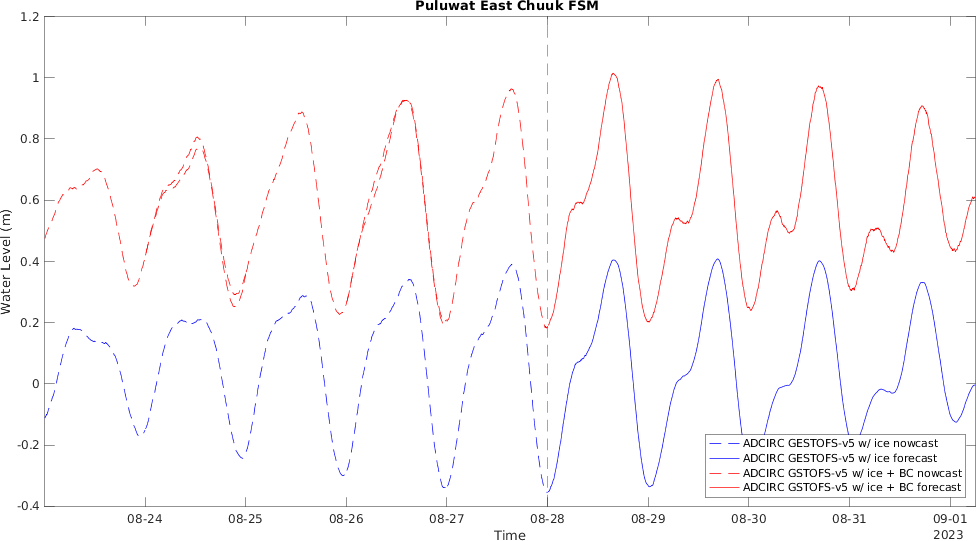 Puluwat East Chuuk FSM
1.2
1
0.8
0.6
0.4
0.2
0
-0.2
-0.4
Water Level (m)
ADCIRC GESTOFS-v5 w/ ice nowcast
ADCIRC GESTOFS-v5 w/ ice forecast
ADCIRC GSTOFS-v5 w/ ice + BC nowcast
ADCIRC GSTOFS-v5 w/ ice + BC forecast
08-24 08-25 08-26 08-27 08-28 08-29 08-30 08-31 09-01
2023
Time